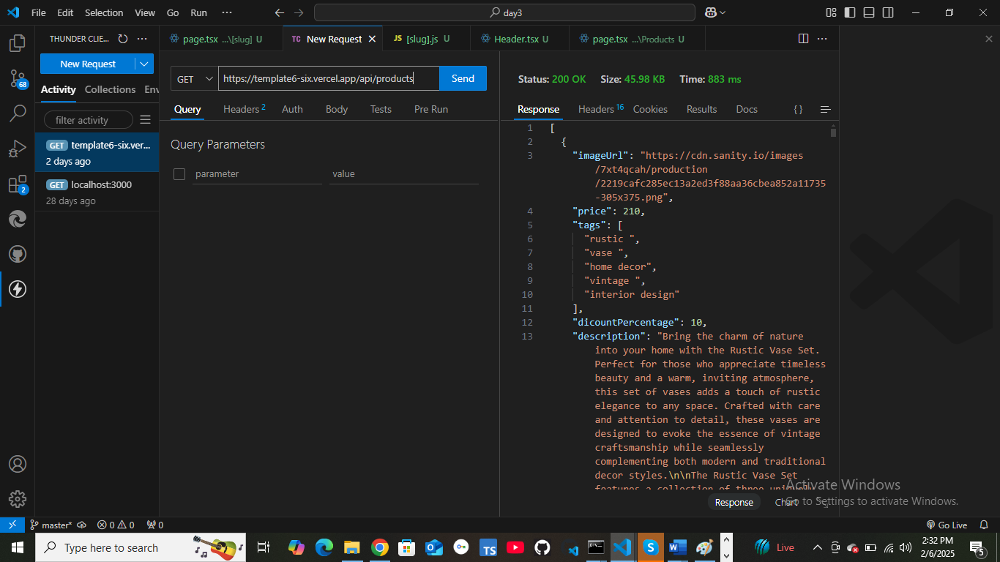 File Edit Selection View Go Run ··· day3
THUNDER CLIE... ···
page.tsx ...\[slug] U
TC New Request
JS [slug].js U
Header.tsx U
page.tsx ...\Products U
New Request
Activity Collections Env
filter activity
GET template6-six.ver...
2 days ago
GET localhost:3000
28 days ago
68
2
GET https://template6-six.vercel.app/api/products Send
Query Headers 2 Auth Body Tests Pre Run
Query Parameters
parameter value
Status: 200 OK Size: 45.98 KB Time: 883 ms
Response Headers 16 Cookies Results Docs { }
1 [
2 {
3 "imageUrl": "https://cdn.sanity.io/images
/7xt4qcah/production
/2219cafc285ec13a2ed3f88aa36cbea852a11735
-305x375.png",
4 "price": 210,
5 "tags": [
6 "rustic ",
7 "vase ",
8 "home decor",
9 "vintage ",
10 "interior design"
11 ],
12 "dicountPercentage": 10,
13 "description": "Bring the charm of nature
into your home with the Rustic Vase Set.
Perfect for those who appreciate timeless
beauty and a warm, inviting atmosphere,
this set of vases adds a touch of rustic
elegance to any space. Crafted with care
and attention to detail, these vases are
designed to evoke the essence of vintage
craftsmanship while seamlessly
complementing both modern and traditional
decor styles.\n\nThe Rustic Vase Set
features a collection of three
Response Chart
Activate Windows
Go to Settings to activate Windows.
master* 0 0 0 Go Live
Type here to search
TS
S
W
Live
2:32 PM
2/6/2025
5